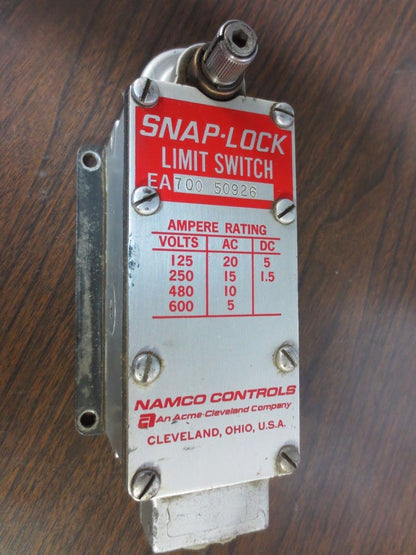 SNAP-LOCK
LIMIT SWITCH
EA700 50926
AMPERE RATING
VOLTS AC DC
125 20 5
250 15 1.5
480 10
600 5
NAMCO CONTROLS
An Acme-Cleveland Company
CLEVELAND, OHIO, U.S.A.